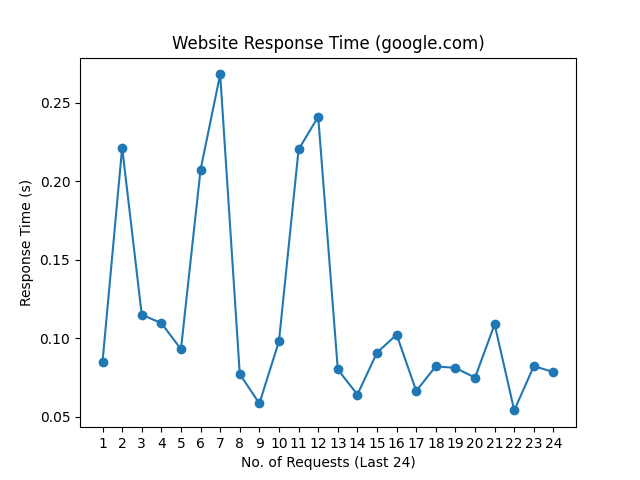 Website Response Time (google.com)
0.25
0.20
0.15
0.10
0.05
Response Time (s)
1 2 3 4 5 6 7 8 9 10 11 12 13 14 15 16 17 18 19 20 21 22 23 24
No. of Requests (Last 24)